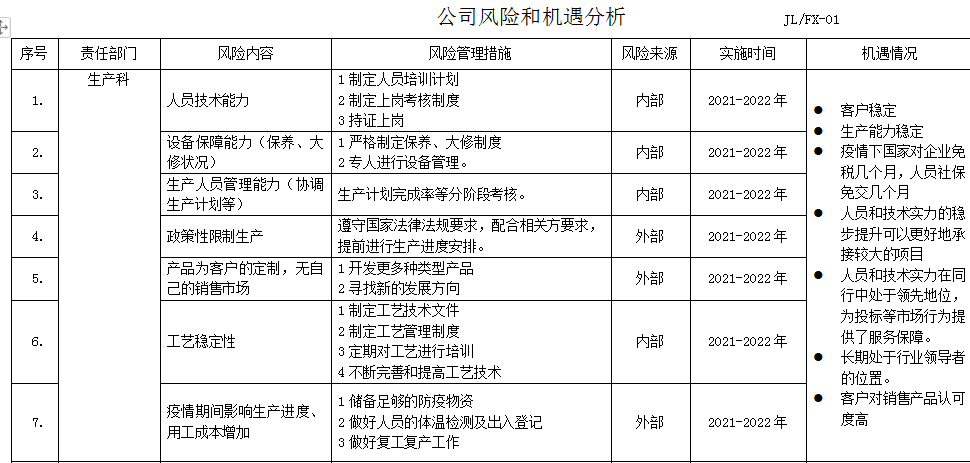 公司风险和机遇分析 JL/FX-01
序号 责任部门 风险内容 风险管理措施 风险来源 实施时间 机遇情况
1.
生产科
人员技术能力
1 制定人员培训计划
2 制定上岗考核制度
3 持证上岗
内部
2021-2022 年
2.
设备保障能力（保养、大
修状况）
1 严格制定保养、大修制度
2 专人进行设备管理。
内部
2021-2022 年
3.
生产人员管理能力（协调
生产计划等）
生产计划完成率等分阶段考核。
内部
2021-2022 年
4.
政策性限制生产
遵守国家法律法规要求，配合相关方要求，
提前进行生产进度安排。
外部
2021-2022 年
5.
产品为客户的定制，无自
己的销售市场
1 开发更多种类型产品
2 寻找新的发展方向
外部
2021-2022 年
6.
工艺稳定性
1 制定工艺技术文件
2 制定工艺管理制度
3 定期对工艺进行培训
4 不断完善和提高工艺技术
内部
2021-2022 年
7.
疫情期间影响生产进度、
用工成本增加
1 储备足够的防疫物资
2 做好人员的体温检测及出入登记
3 做好复工复产工作
外部
2021-2022 年
● 客户稳定
● 生产能力稳定
● 疫情下国家对企业免
税几个月，人员社保
免交几个月
● 人员和技术实力的稳
步提升可以更好地承
接较大的项目
● 人员和技术实力在同
行中处于领先地位，
为投标等市场行为提
供了服务保障。
● 长期处于行业领导者
的位置。
● 客户对销售产品认可
度高